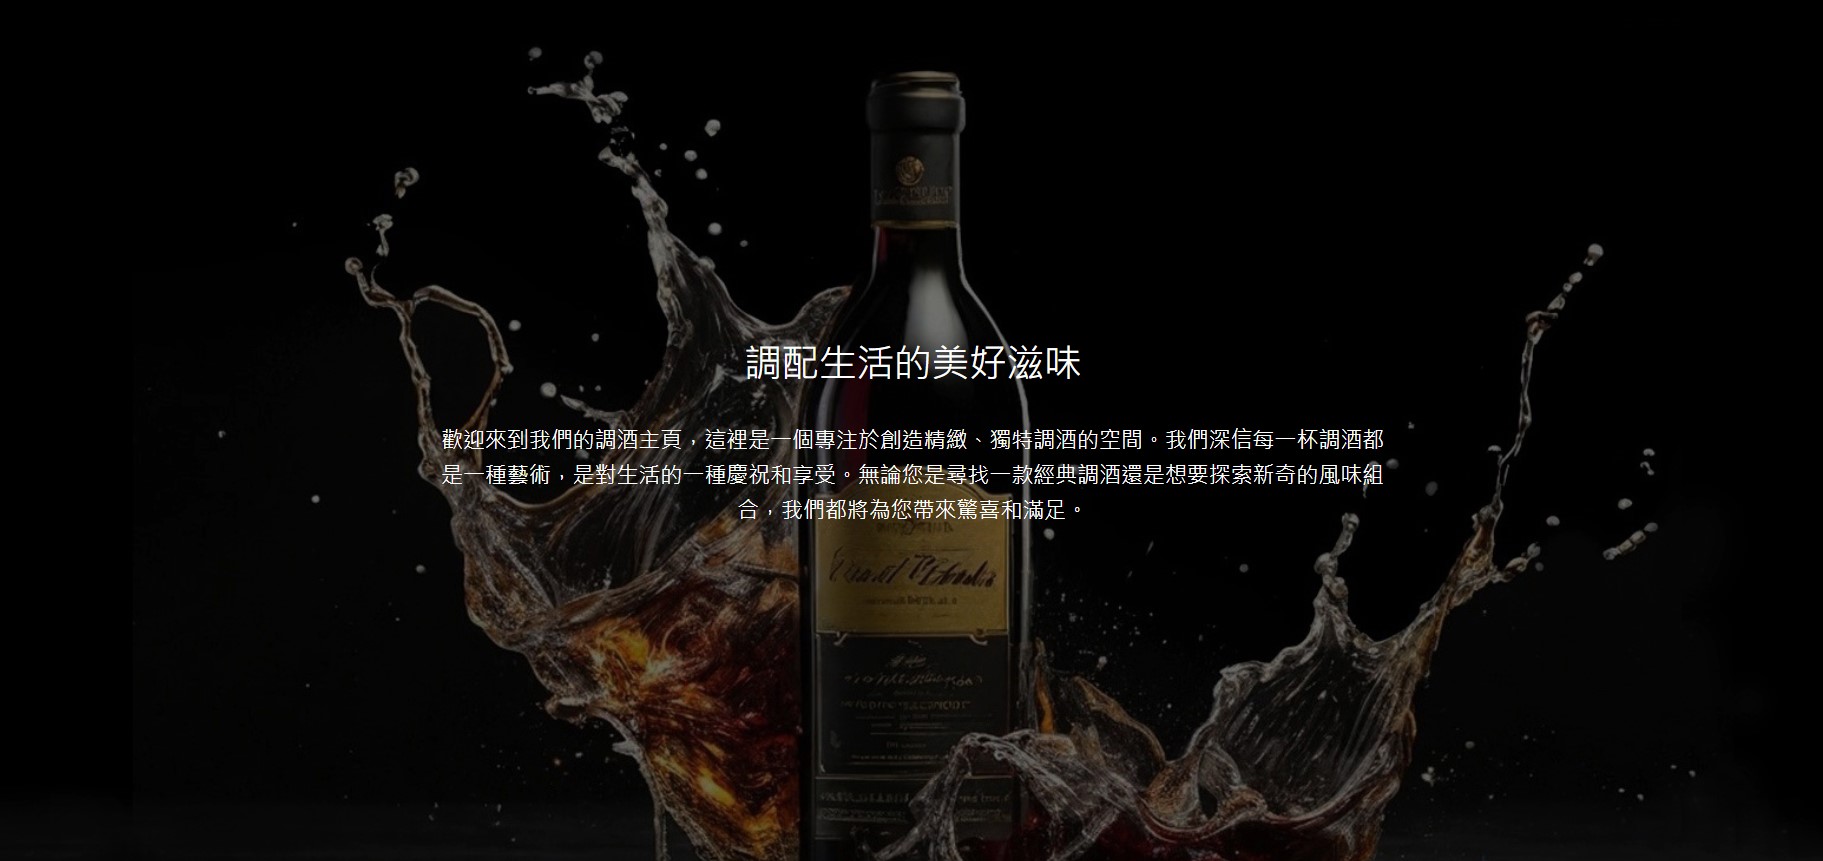 調配生活的美好滋味
歡迎來到我們的調酒主頁，這裡是一個專注於創造精緻、獨特調酒的空間。我們深信每一杯調酒都
是一種藝術，是對生活的一種慶祝和享受。無論您是尋找一款經典調酒還是想要探索新奇的風味組
合，我們都將為您帶來驚喜和滿足。